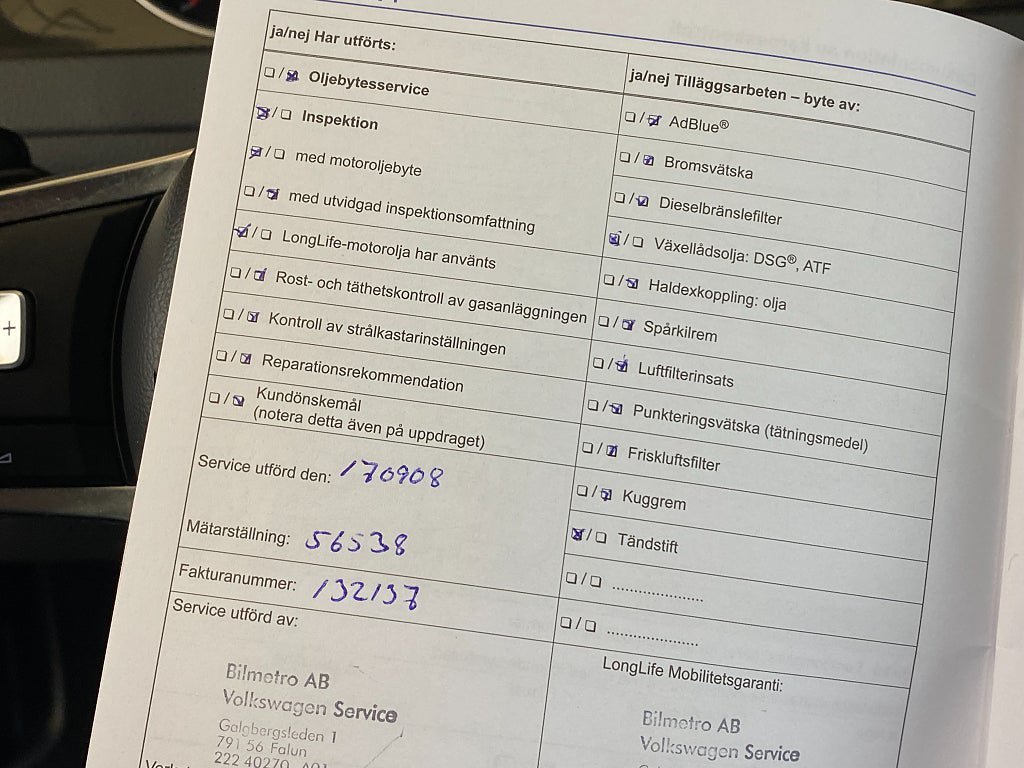 ja/nej Har utförts:
☐/☒ Oljebytesservice
☒/☐ Inspektion
☒/☐ med motoroljebyte
☐/☒ med utvidgad inspektionsomfattning
☒/☐ LongLife-motorolja har använts
☐/☒ Rost- och täthetskontroll av gasanläggningen
☐/☒ Kontroll av strålkastarinställningen
☐/☒ Reparationsrekommendation
☐/☒ Kundönskemål
(notera detta även på uppdraget)
Service utförd den: 170908
Mätarställning: 56538
Fakturanummer: 132137
Service utförd av:
Bilmetro AB
Volkswagen Service
Galgbergsleden 1
791 56 Falun
222 40270
ja/nej Tilläggsarbeten – byte av:
☐/☒ AdBlue®
☐/☒ Bromsvätska
☐/☒ Dieselbränslefilter
☒/☐ Växellådsolja: DSG®, ATF
☐/☒ Haldexkoppling: olja
☐/☒ Spårkilrem
☐/☒ Luftfilterinsats
☐/☒ Punkteringsvätska (tätningsmedel)
☐/☒ Friskluftsfilter
☐/☒ Kuggrem
☒/☐ Tändstift
☐/☐ ....................
☐/☐ ....................
LongLife Mobilitetsgaranti:
Bilmetro AB
Volkswagen Service
+